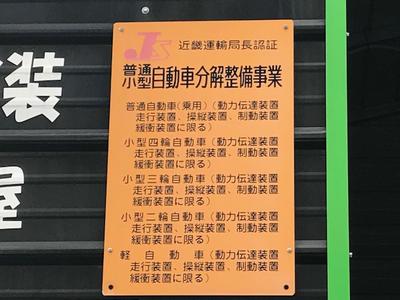 JS 近畿運輸局長認証
普通
小型自動車分解整備事業
普通自動車(乗用)(動力伝達装置
走行装置、操縦装置、制動装置
緩衝装置に限る)
小型四輪自動車(動力伝達装置
走行装置、操縦装置、制動装置
緩衝装置に限る)
小型三輪自動車(動力伝達装置
走行装置、操縦装置、制動装置
緩衝装置に限る)
小型二輪自動車(動力伝達装置
走行装置、操縦装置、制動装置
緩衝装置に限る)
軽自動車(動力伝達装置
走行装置、操縦装置、制動装置
緩衝装置に限る)
装
屋